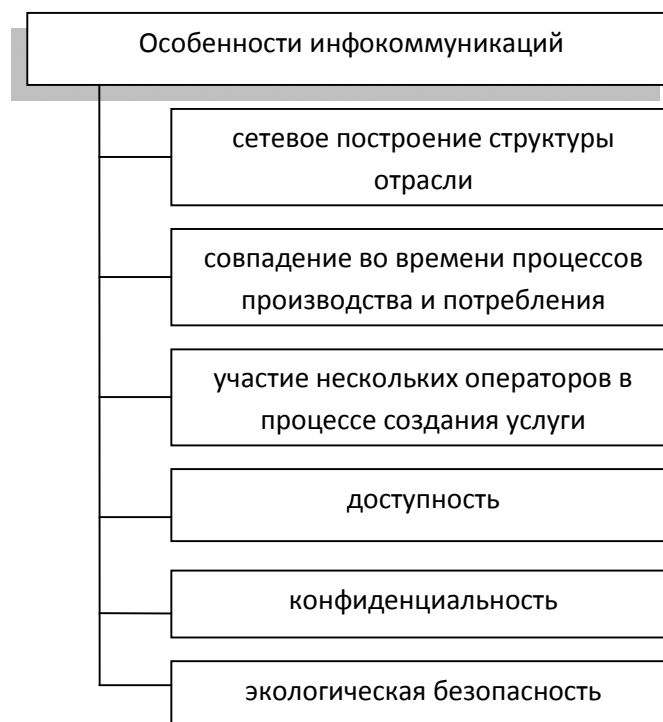 Особенности инфокоммуникаций
сетевое построение структуры
отрасли
совпадение во времени процессов
производства и потребления
участие нескольких операторов в
процессе создания услуги
доступность
конфиденциальность
экологическая безопасность